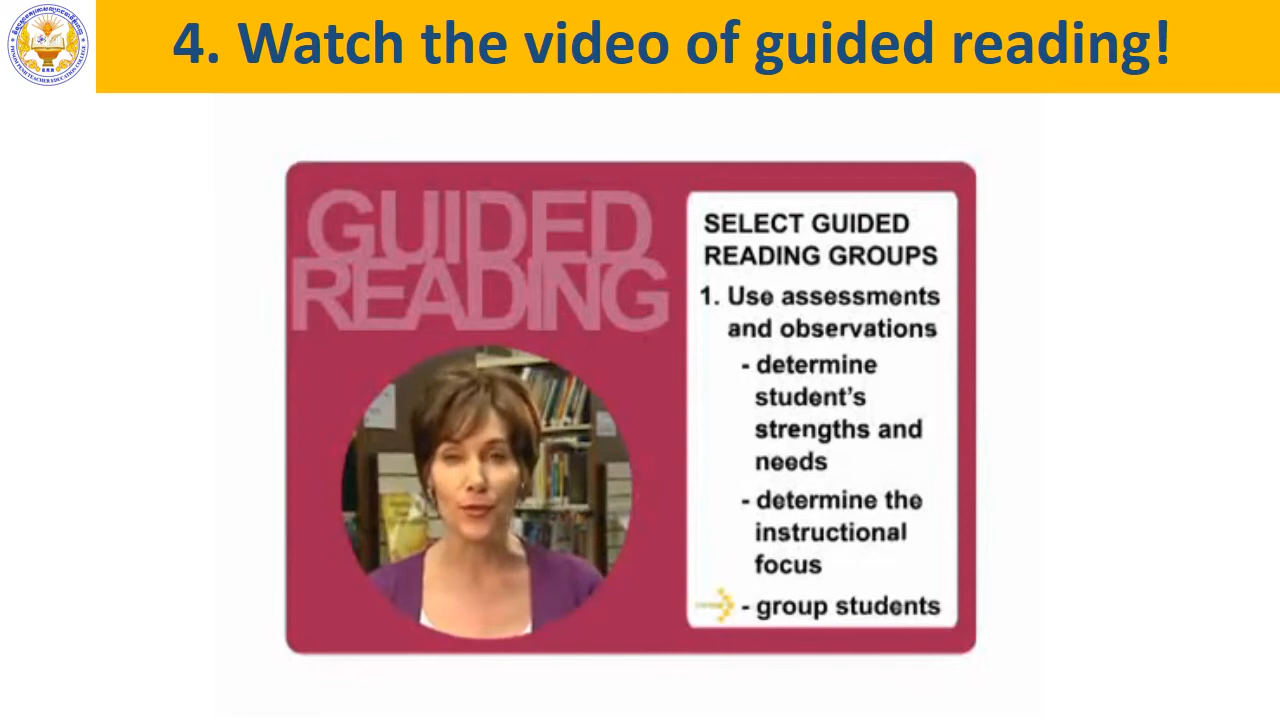 4. Watch the video of guided reading!
GUIDED
READING
SELECT GUIDED
READING GROUPS
1. Use assessments
and observations
- determine
student's
strengths and
needs
- determine the
instructional
focus
- group students